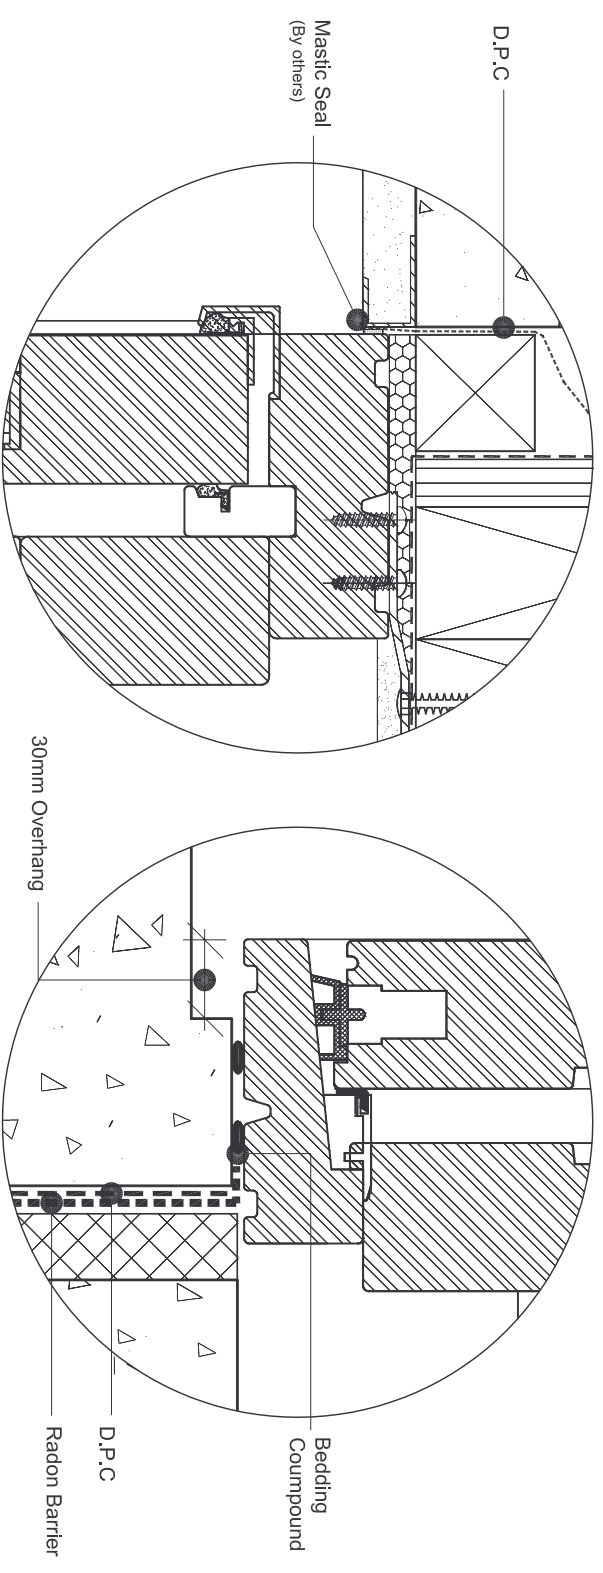 D.P.C
Mastic Seal
(By others)
30mm Overhang
Bedding
Coumpound
D.P.C
Radon Barrier